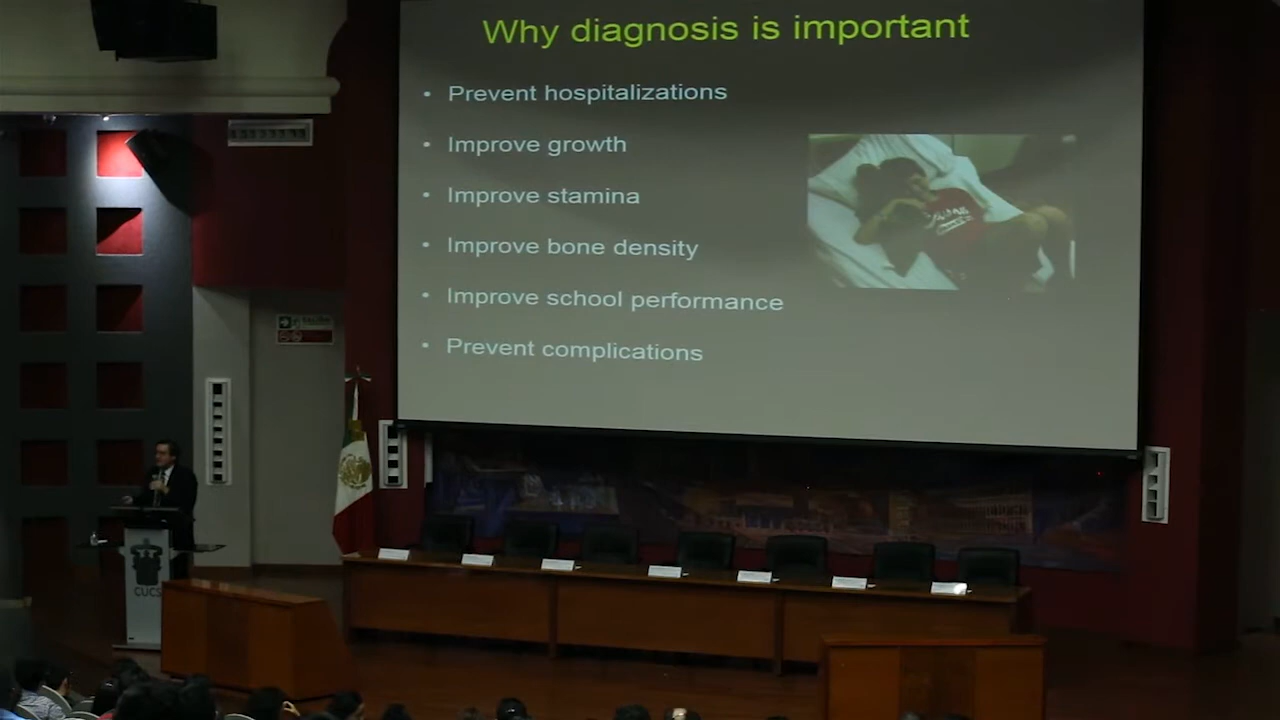 Why diagnosis is important
• Prevent hospitalizations
• Improve growth
• Improve stamina
• Improve bone density
• Improve school performance
• Prevent complications
CUCS